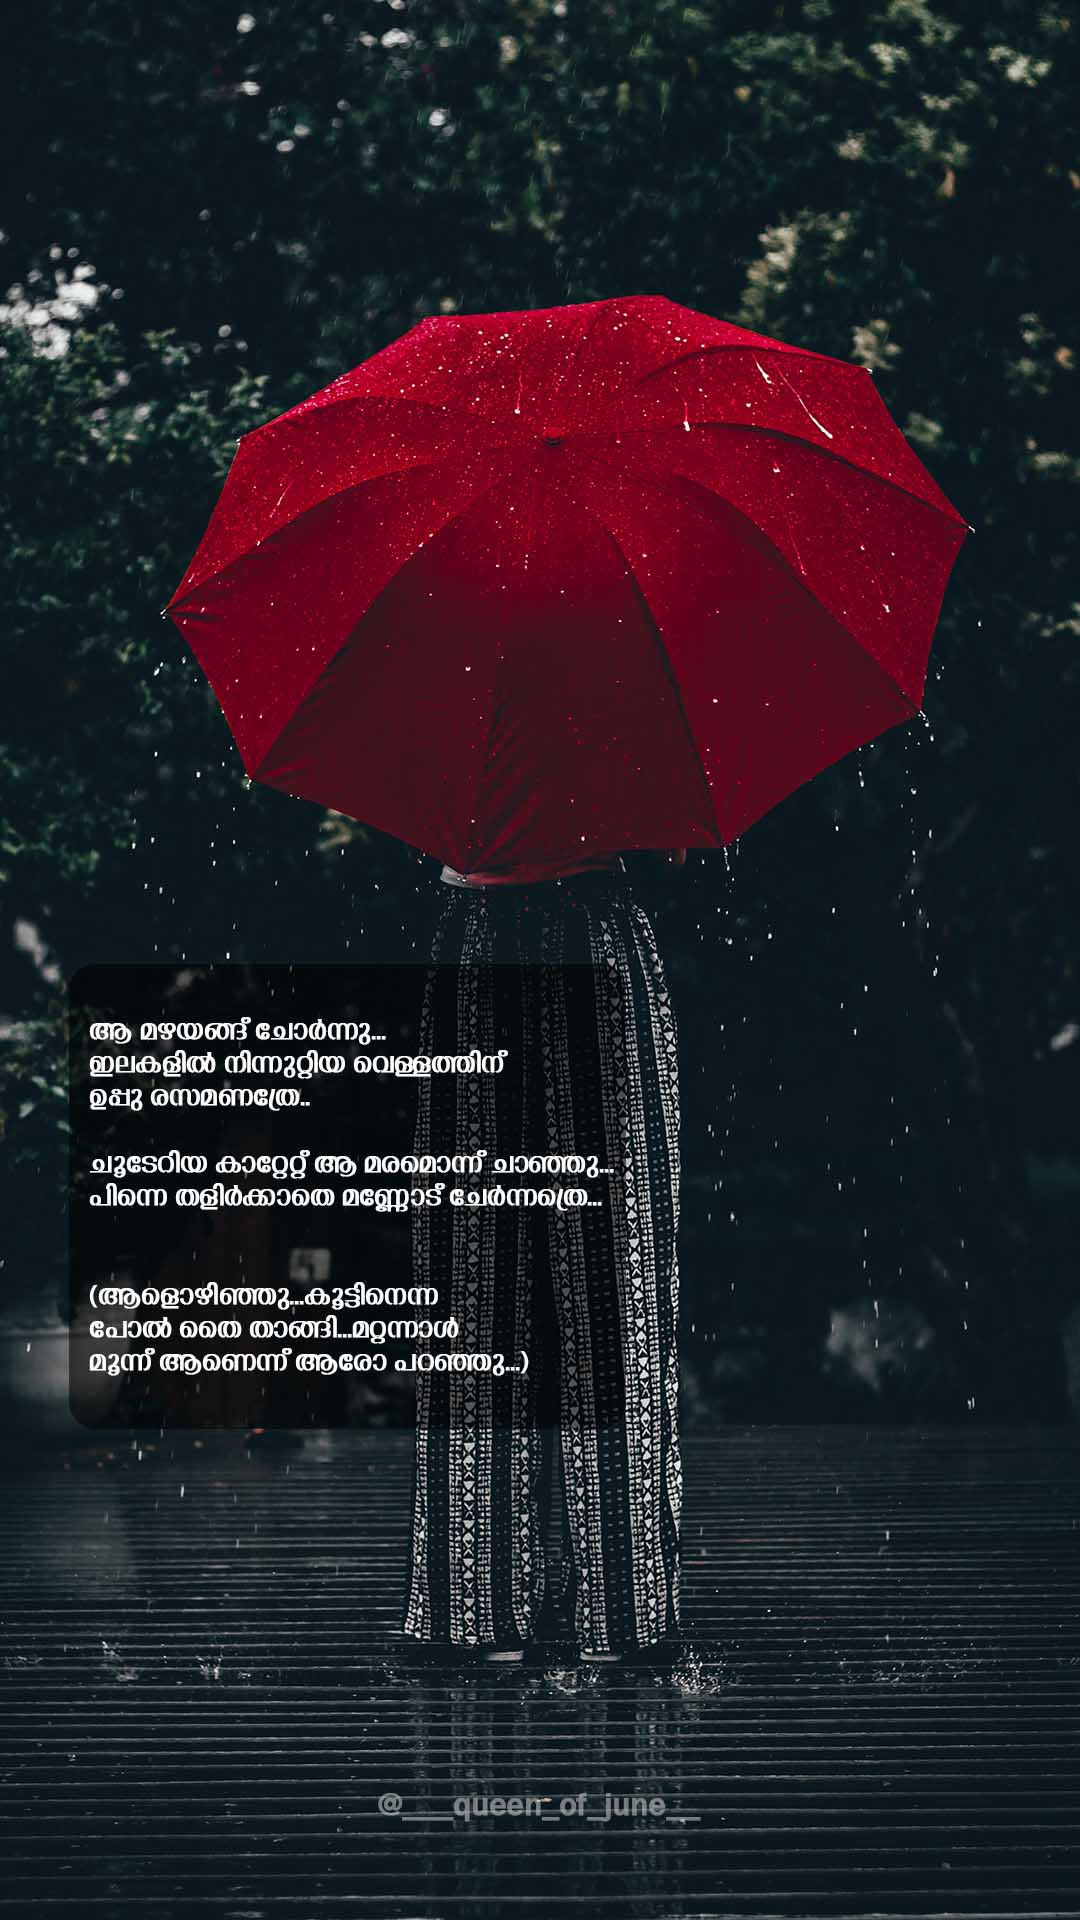 ആ മഴയങ്ങ് ചോർന്നു...
ഇലകളിൽ നിന്നുറ്റിയ വെള്ളത്തിന്
ഉപ്പു രസമണത്രേ..
ചൂടേറിയ കാറ്റേറ്റ് ആ മരമൊന്ന് ചാഞ്ഞു...
പിന്നെ തളിർക്കാതെ മണ്ണോട് ചേർന്നത്രെ...
(ആളൊഴിഞ്ഞു...കൂട്ടിനെന്ന
പോൽ തൈ താങ്ങി...മറ്റന്നാൾ
മൂന്ന് ആണെന്ന് ആരോ പറഞ്ഞു...)
@___queen_of_june__